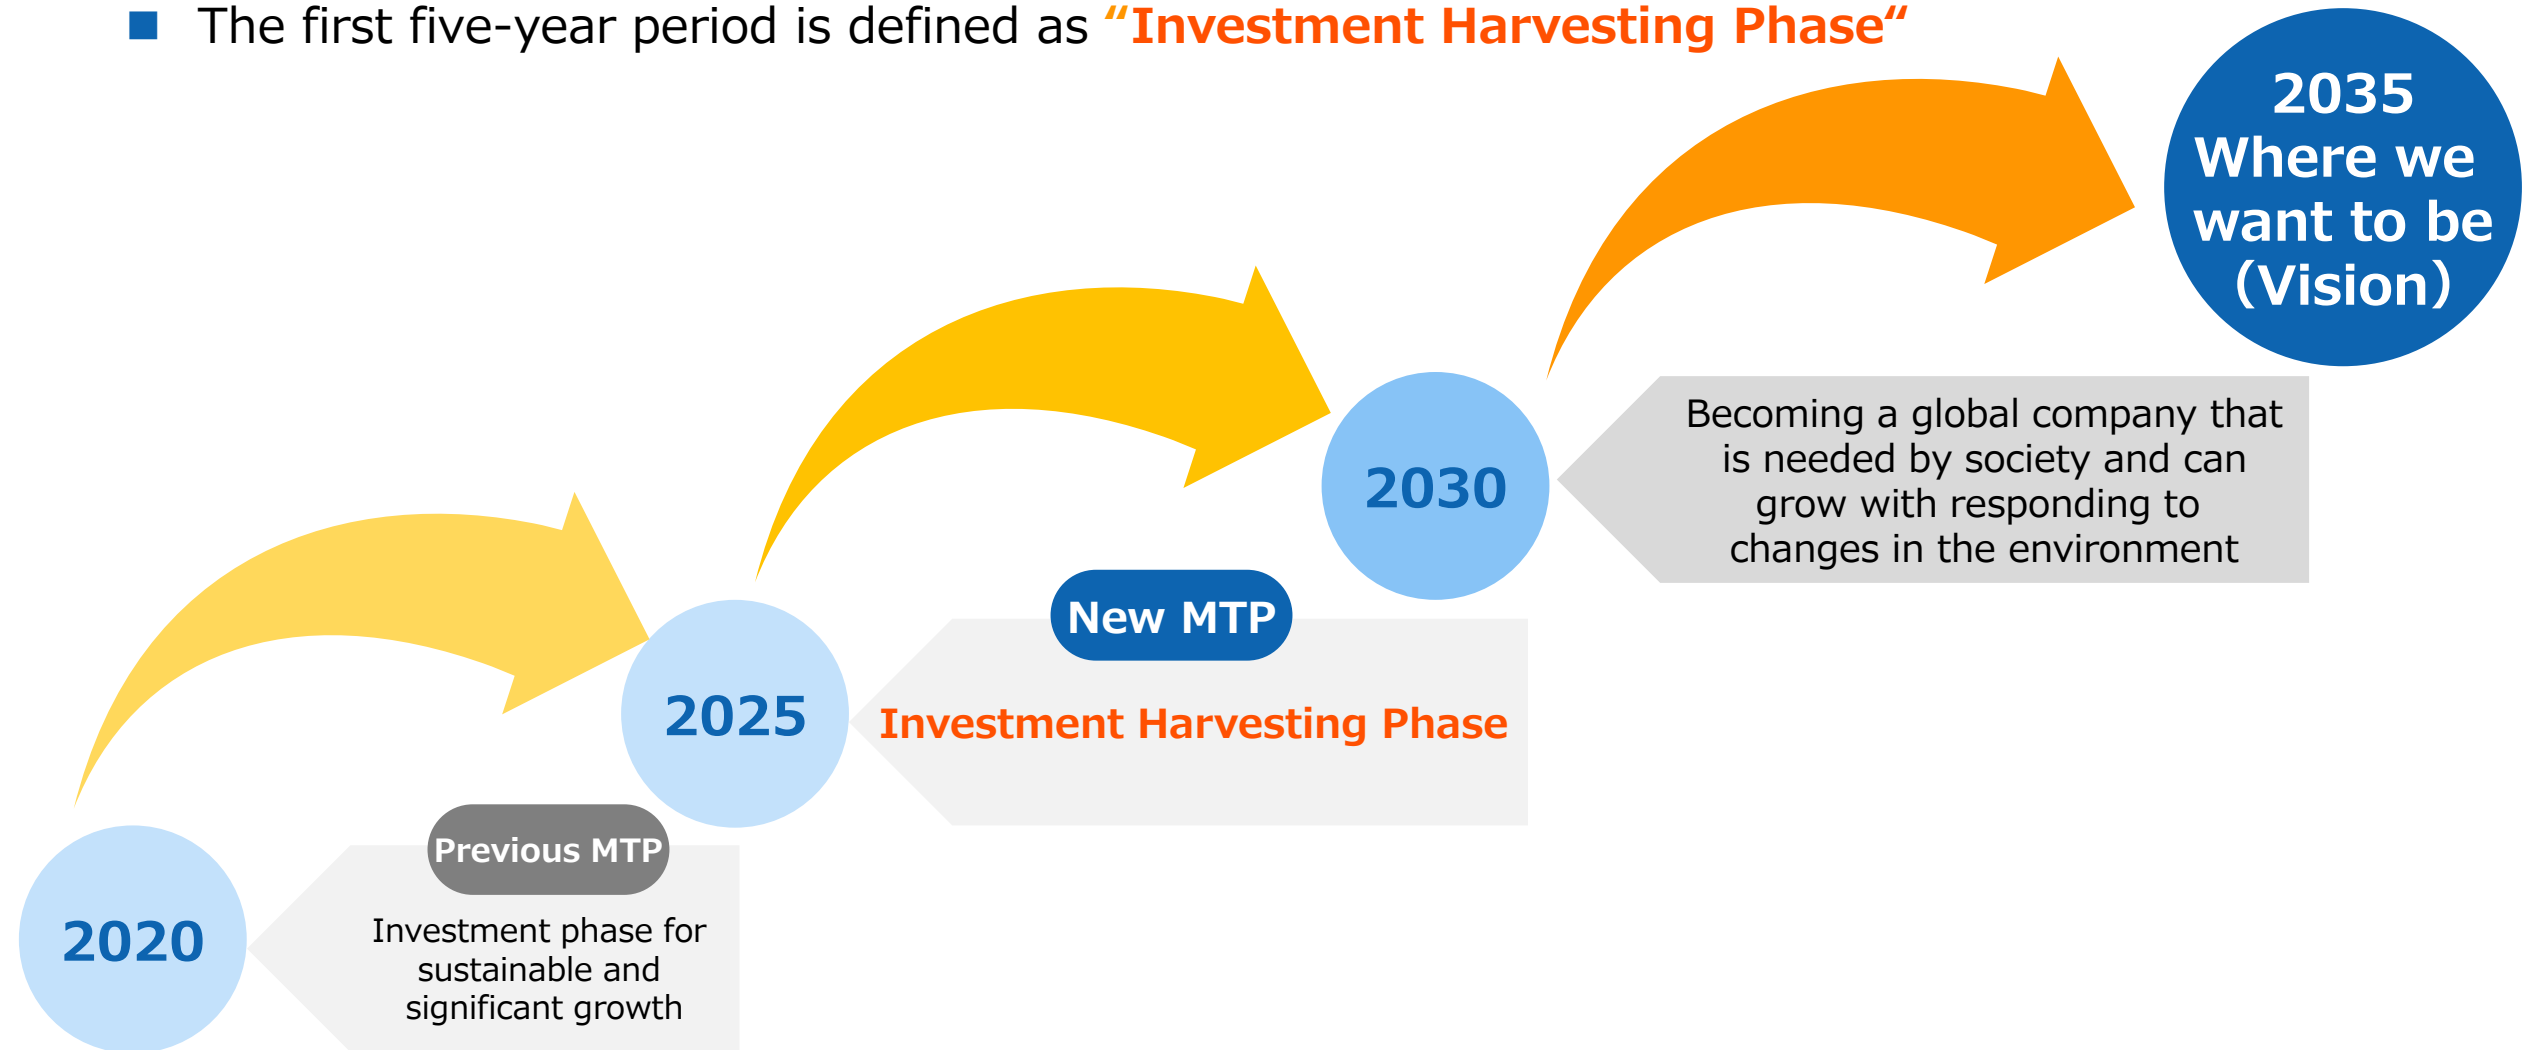 ■ The first five-year period is defined as “Investment Harvesting Phase“
2035
Where we
want to be
(Vision)
Becoming a global company that
is needed by society and can
grow with responding to
changes in the environment
2030
New MTP
Investment Harvesting Phase
2025
Previous MTP
Investment phase for
sustainable and
significant growth
2020